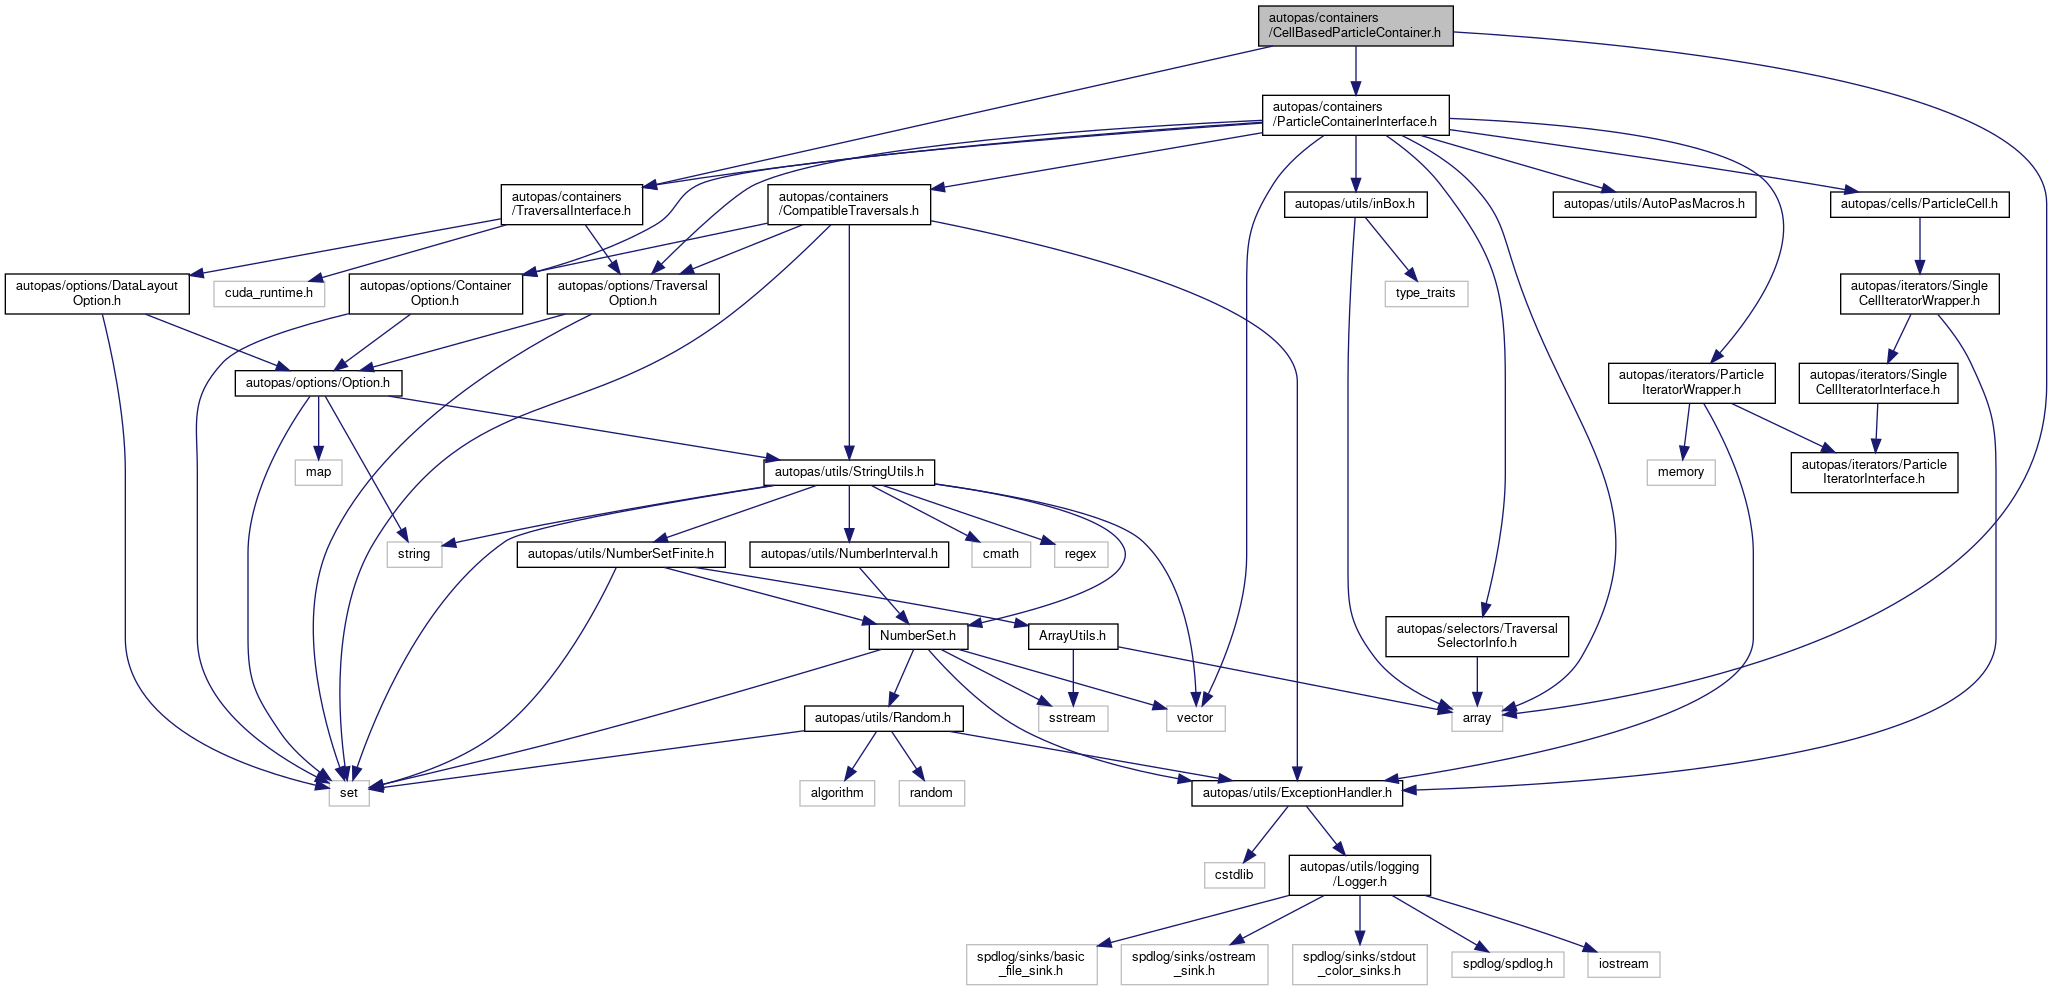 autopas/containers
/CellBasedParticleContainer.h
autopas/containers
/ParticleContainerInterface.h
autopas/containers
/TraversalInterface.h
autopas/containers
/CompatibleTraversals.h
autopas/utils/inBox.h
autopas/utils/AutoPasMacros.h
autopas/cells/ParticleCell.h
autopas/options/DataLayout
Option.h
cuda_runtime.h
autopas/options/Container
Option.h
autopas/options/Traversal
Option.h
type_traits
autopas/iterators/Single
CellIteratorWrapper.h
autopas/options/Option.h
autopas/iterators/Particle
IteratorWrapper.h
autopas/iterators/Single
CellIteratorInterface.h
map
autopas/utils/StringUtils.h
memory
autopas/iterators/Particle
IteratorInterface.h
string
autopas/utils/NumberSetFinite.h
autopas/utils/NumberInterval.h
cmath
regex
NumberSet.h
ArrayUtils.h
autopas/selectors/Traversal
SelectorInfo.h
autopas/utils/Random.h
sstream
vector
array
set
algorithm
random
autopas/utils/ExceptionHandler.h
cstdlib
autopas/utils/logging
/Logger.h
spdlog/sinks/basic
_file_sink.h
spdlog/sinks/ostream
_sink.h
spdlog/sinks/stdout
_color_sinks.h
spdlog/spdlog.h
iostream